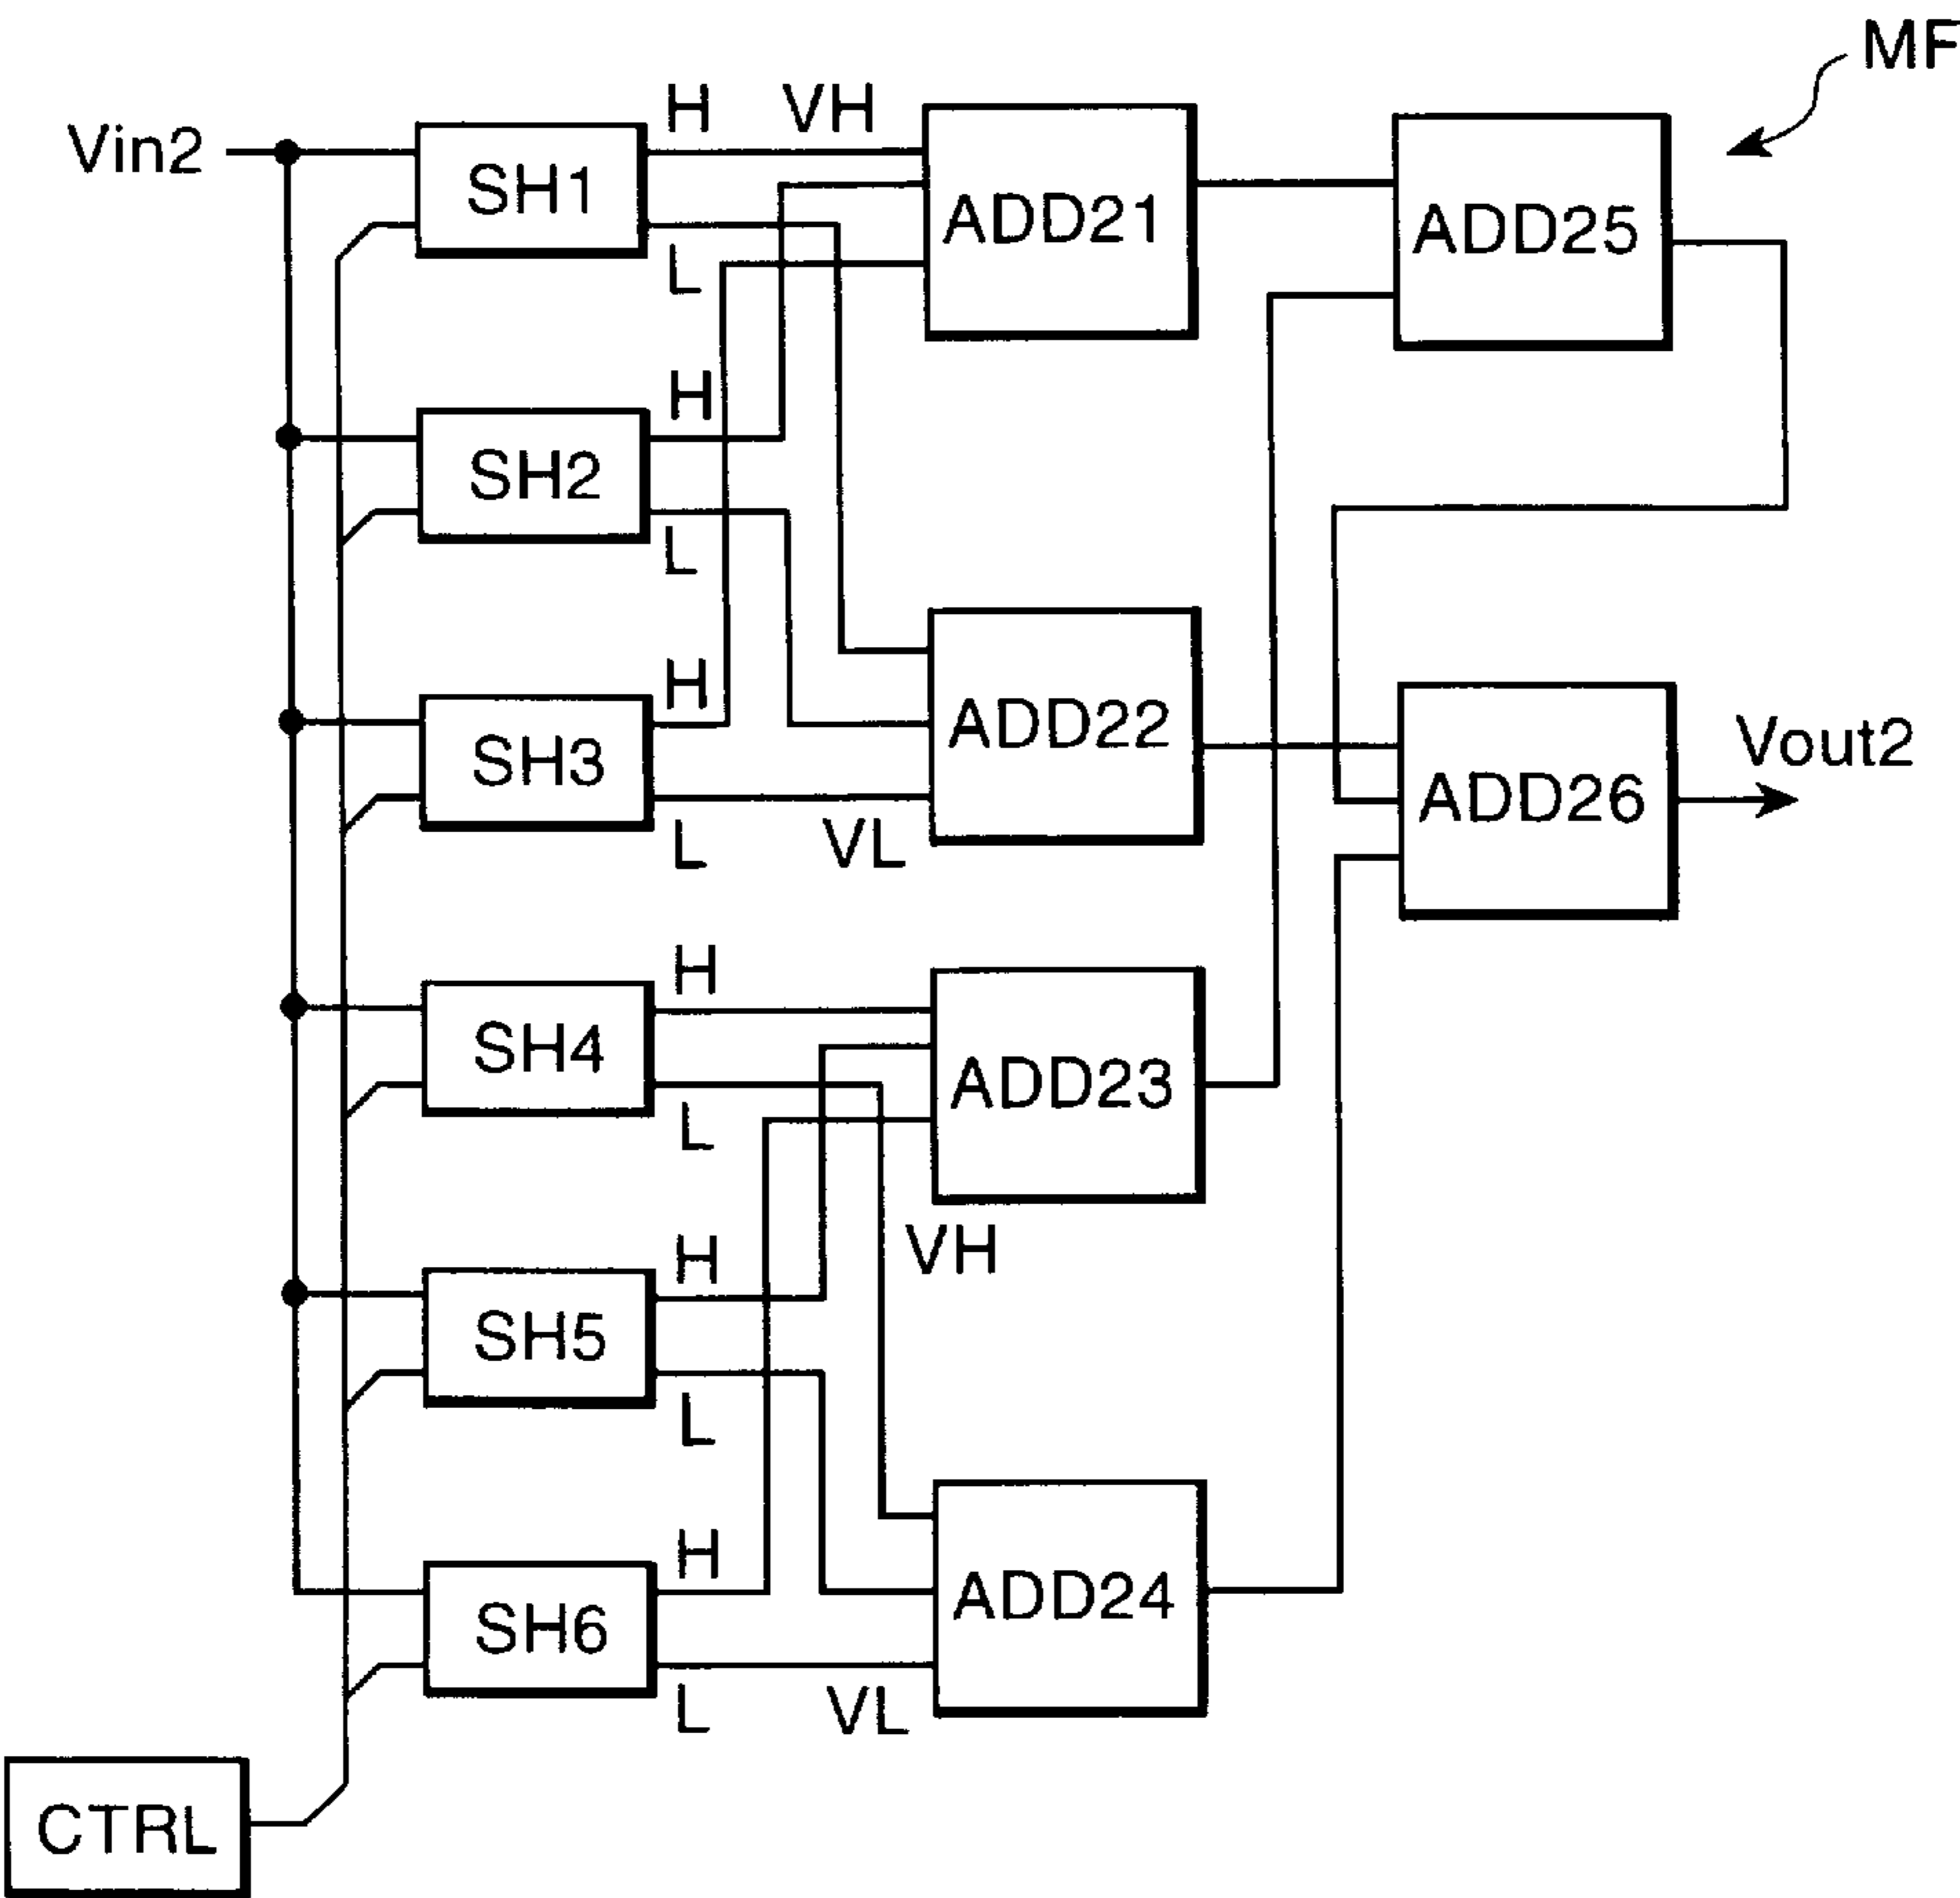 MF
H VH
Vin2
SH1
ADD21
ADD25
L
H
SH2
L
H
SH3
ADD22
Vout2
ADD26
L VL
H
SH4
ADD23
L
H
VH
SH5
L
H
SH6
ADD24
L VL
CTRL